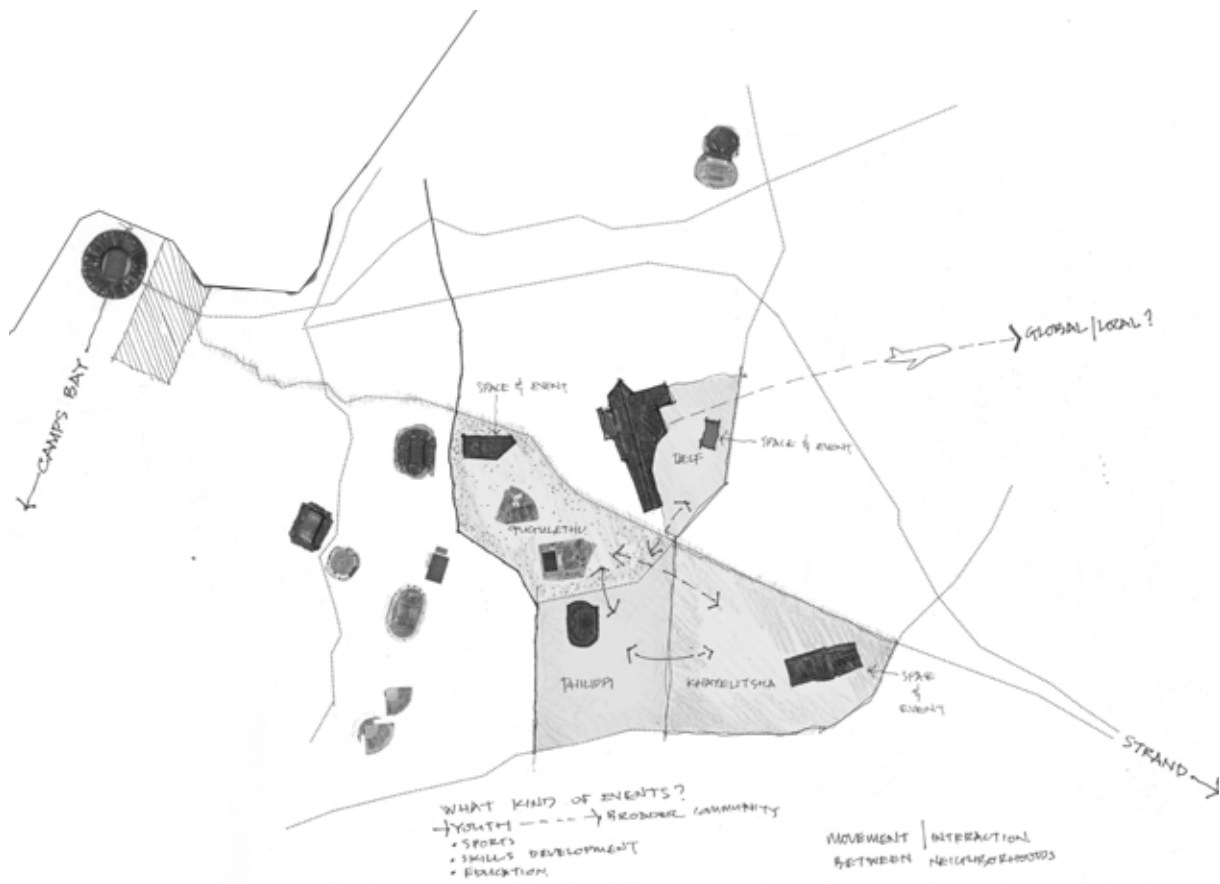 CAMPS BAY
SPACE & EVENT
GLOBAL/LOCAL?
SPACE & EVENT
DELF
GUGULETHU
PHILIPPI
KHAYELITSHA
SPACE
&
EVENT
STRAND
WHAT KIND OF EVENTS?
YOUTH BROADER COMMUNITY
• SPORTS
• SKILLS DEVELOPMENT
• EDUCATION
MOVEMENT | INTERACTION
BETWEEN NEIGHBORHOODS